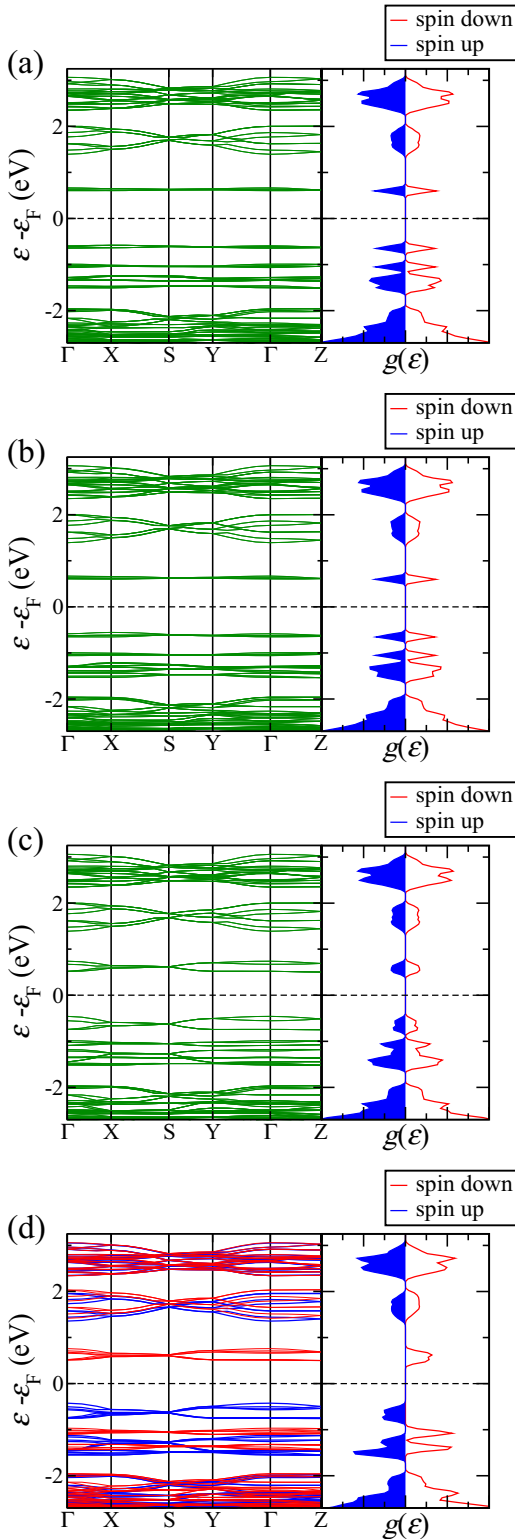 spin down
spin up
(a)
2
0
-2
ε -ε_F (eV)
Γ X S Y Γ Z
g(ε)
spin down
spin up
(b)
2
0
-2
ε -ε_F (eV)
Γ X S Y Γ Z
g(ε)
spin down
spin up
(c)
2
0
-2
ε -ε_F (eV)
Γ X S Y Γ Z
g(ε)
spin down
spin up
(d)
2
0
-2
ε -ε_F (eV)
Γ X S Y Γ Z
g(ε)